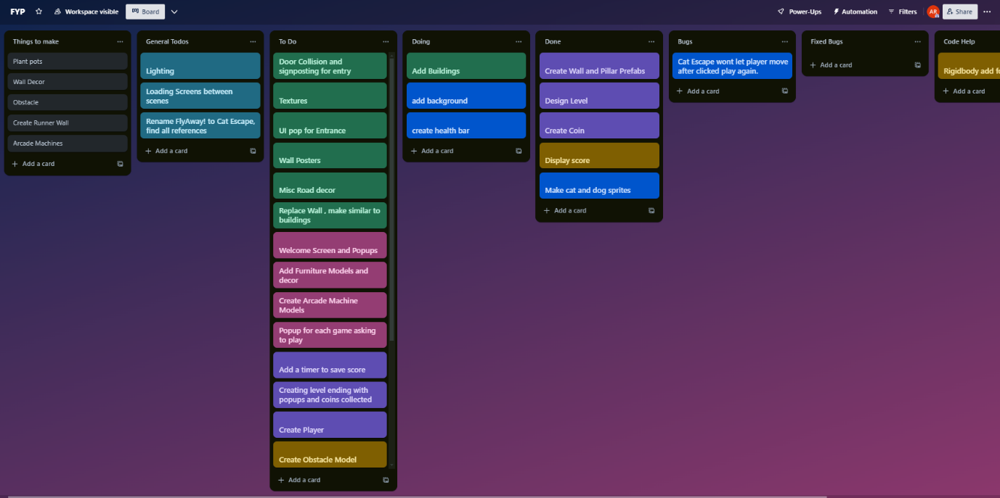 FYP
Workspace visible
Board
Power-Ups
Automation
Filters
AR
Share
Things to make
Plant pots
Wall Decor
Obstacle
Create Runner Wall
Arcade Machines
Add a card
General Todos
Lighting
Loading Screens between
scenes
Rename FlyAway! to Cat Escape,
find all references
Add a card
To Do
Door Collision and
signposting for entry
Textures
UI pop for Entrance
Wall Posters
Misc Road decor
Replace Wall , make similar to
buildings
Welcome Screen and Popups
Add Furniture Models and
decor
Create Arcade Machine
Models
Popup for each game asking
to play
Add a timer to save score
Creating level ending with
popups and coins collected
Create Player
Create Obstacle Model
Add a card
Doing
Add Buildings
add background
create health bar
Add a card
Done
Create Wall and Pillar Prefabs
Design Level
Create Coin
Display score
Make cat and dog sprites
Add a card
Bugs
Cat Escape wont let player move
after clicked play again.
Add a card
Fixed Bugs
Add a card
Code Help
Rigidbody add
Add a card